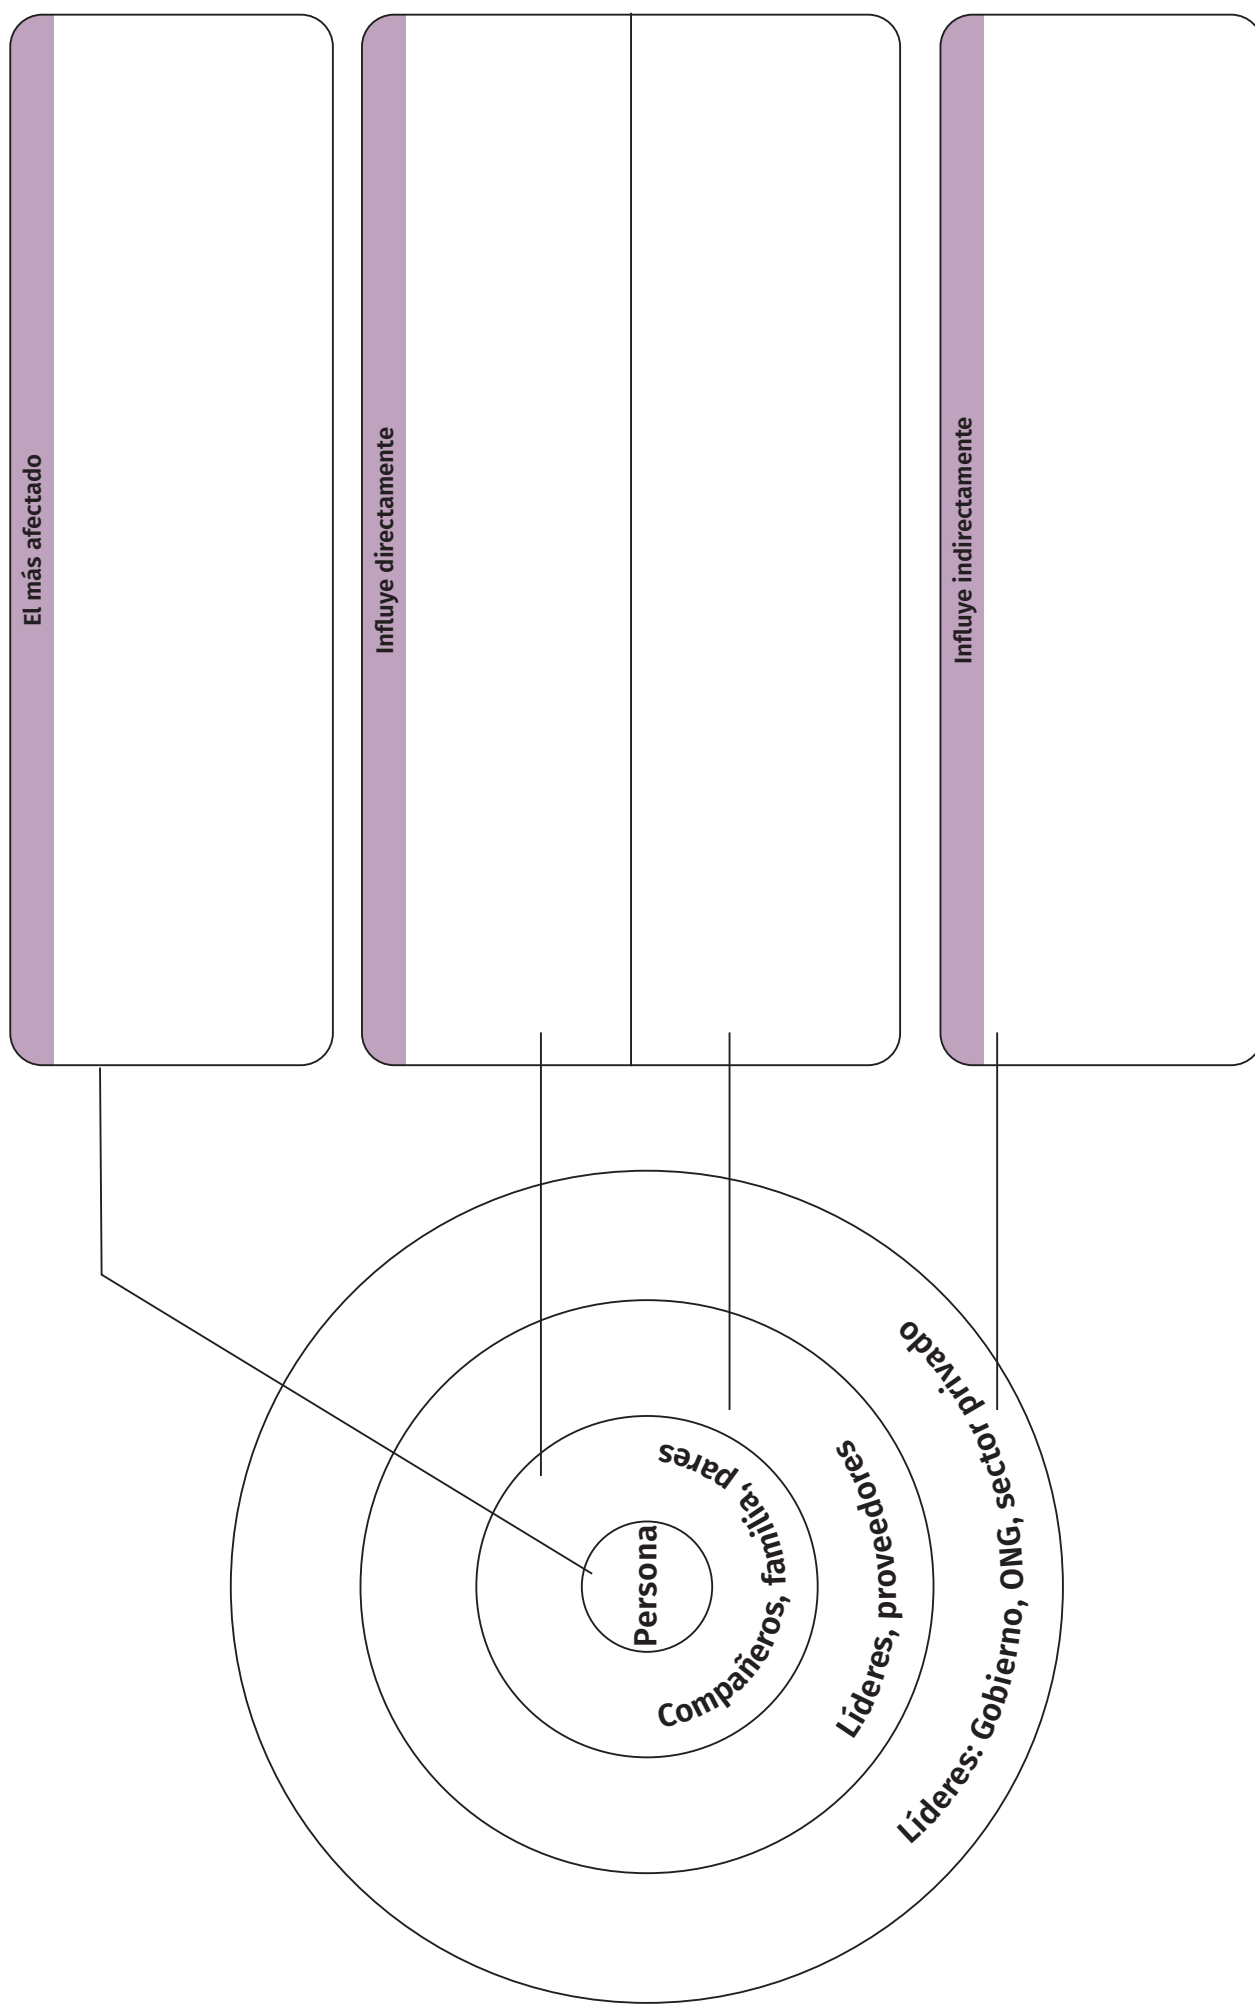 El más afectado
Influye directamente
Influye indirectamente
Persona
Compañeros, familia, pares
Líderes, proveedores
Líderes: Gobierno, ONG, sector privado